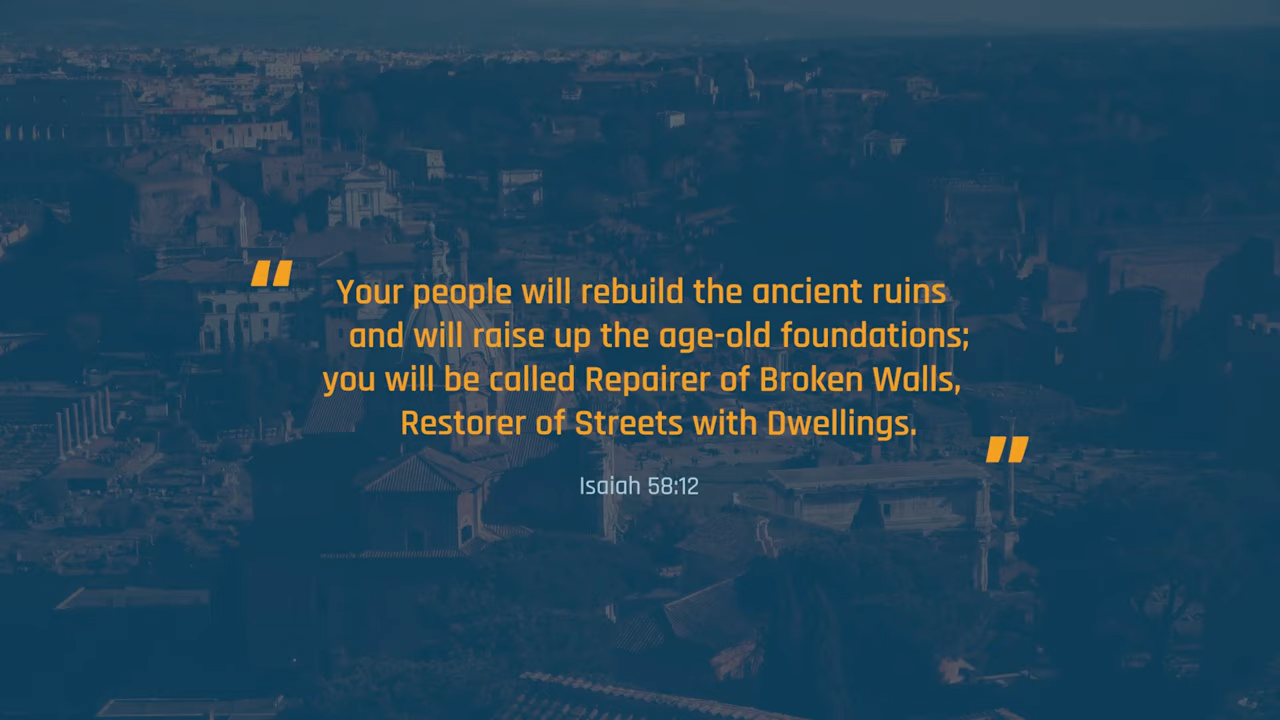 "Your people will rebuild the ancient ruins
and will raise up the age-old foundations;
you will be called Repairer of Broken Walls,
Restorer of Streets with Dwellings."
Isaiah 58:12